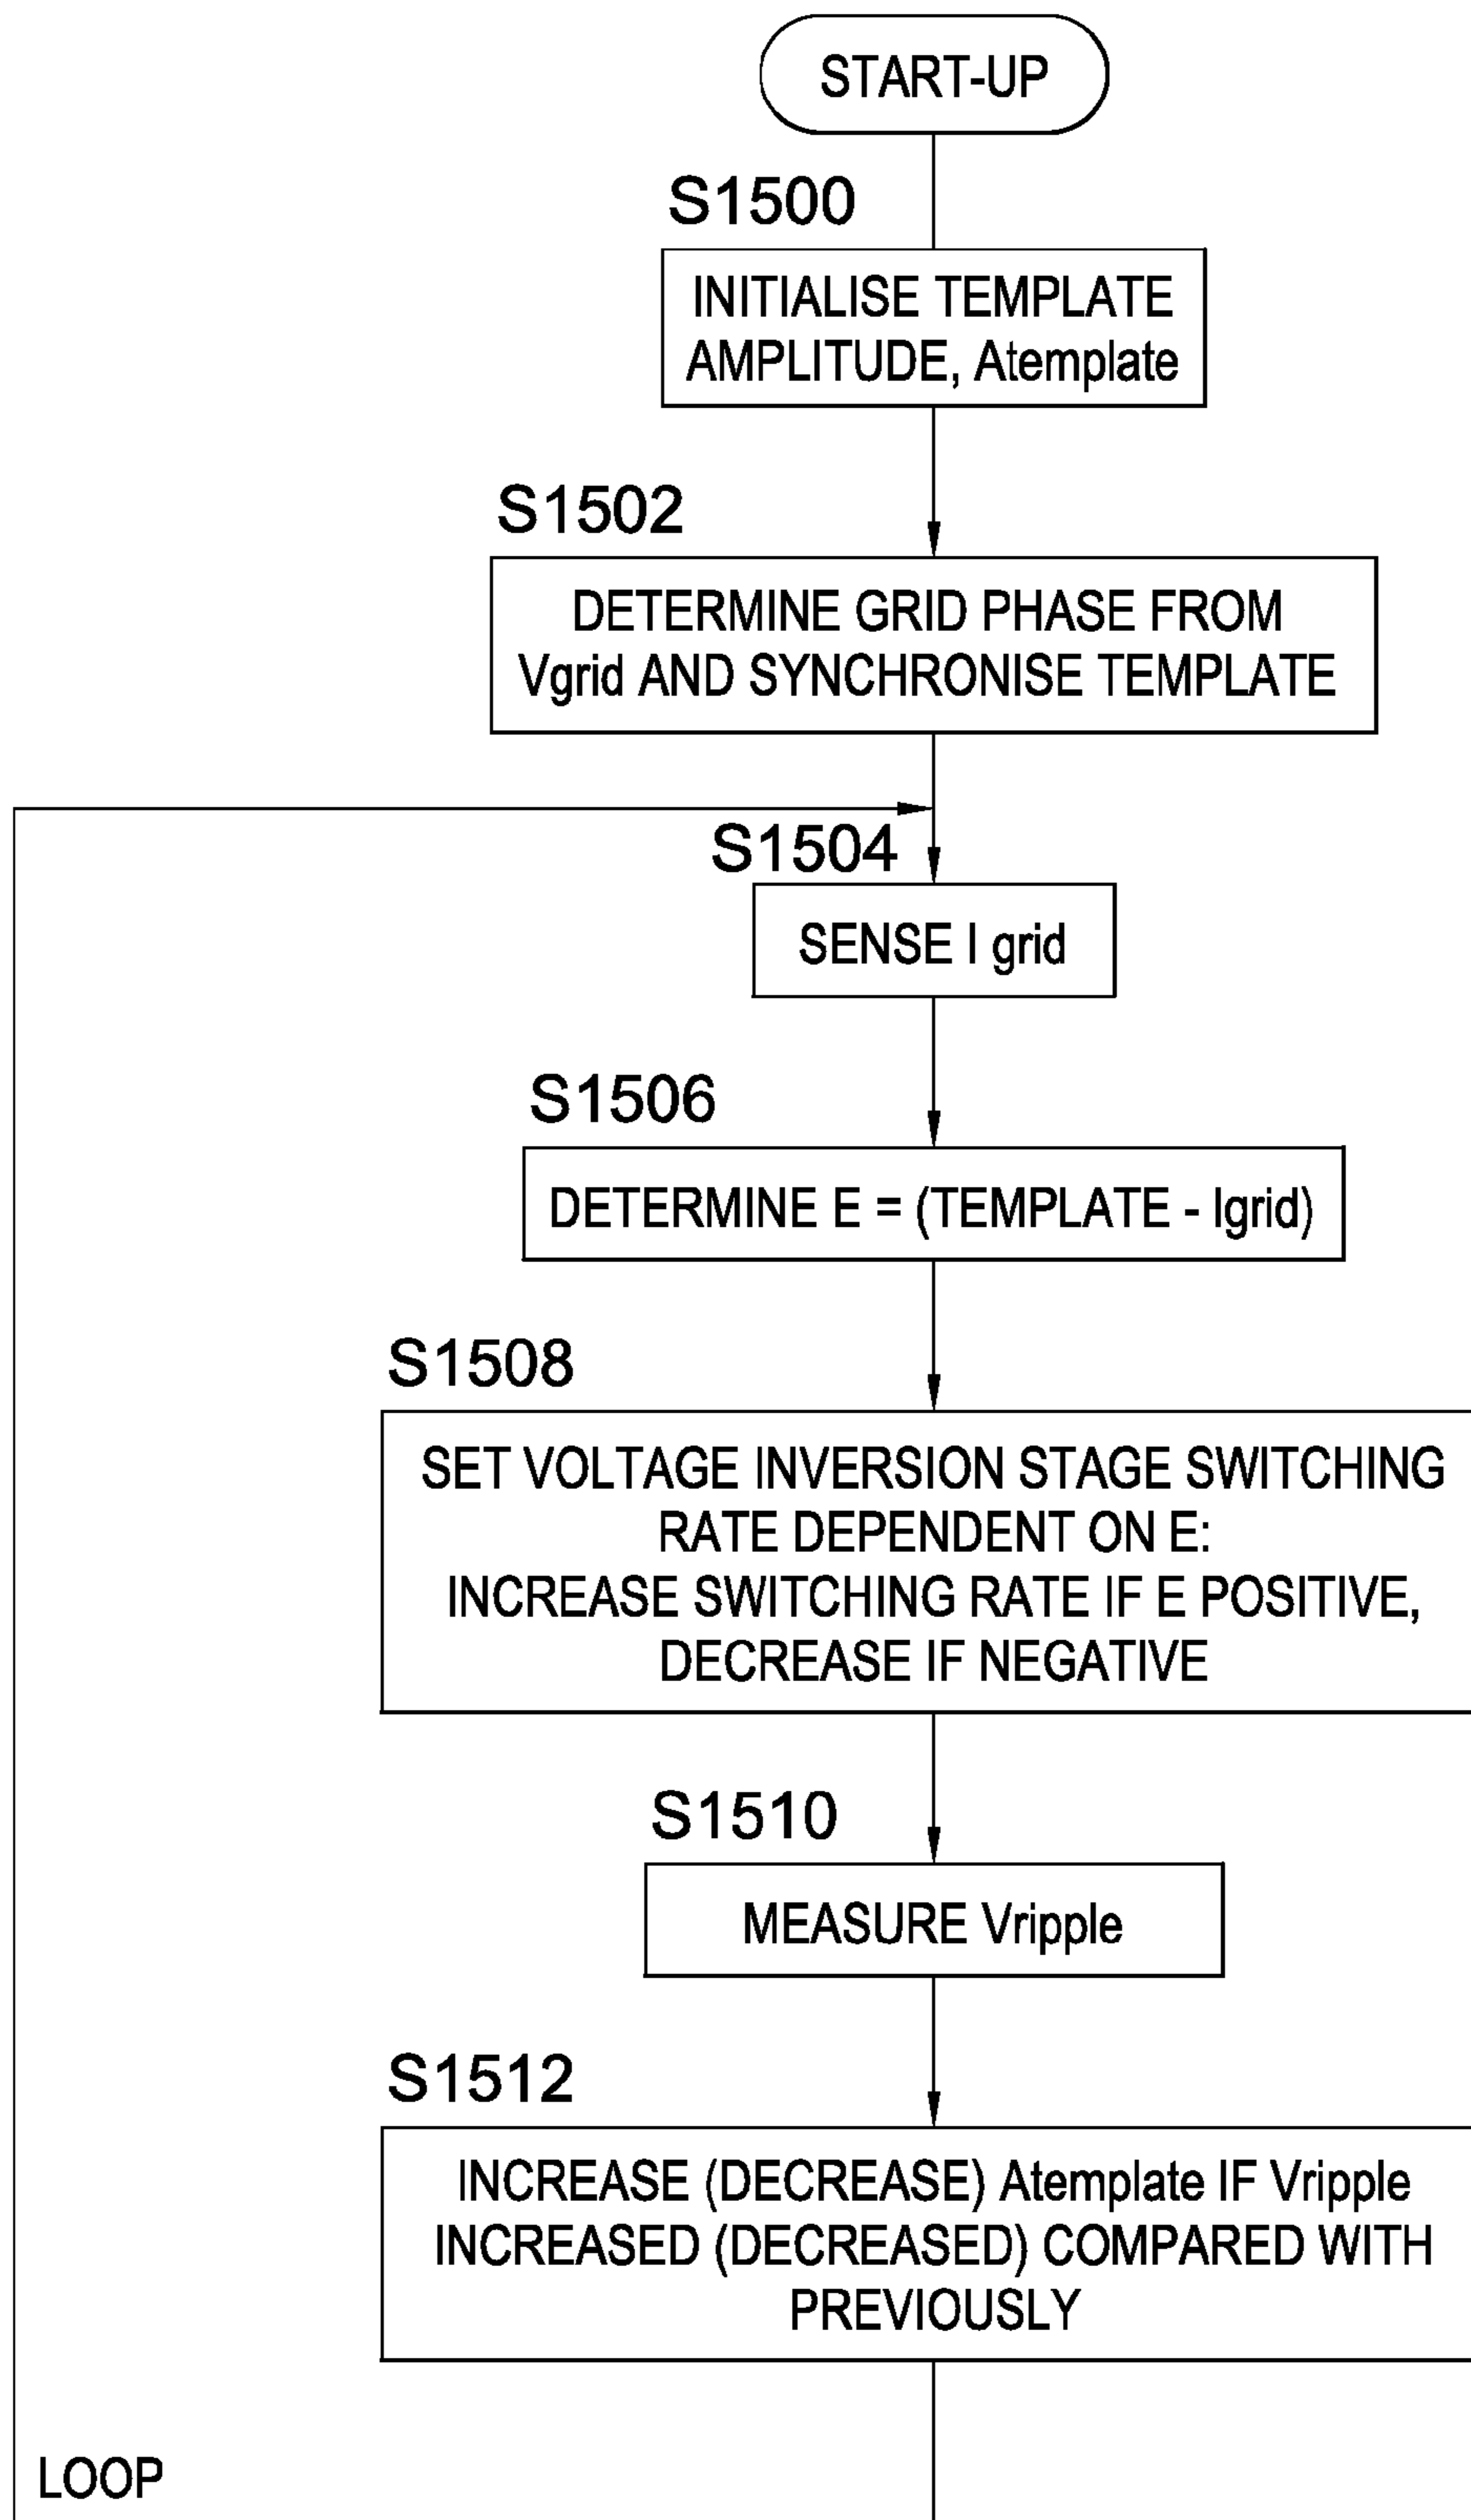 START-UP
S1500
INITIALISE TEMPLATE
AMPLITUDE, Atemplate
S1502
DETERMINE GRID PHASE FROM
Vgrid AND SYNCHRONISE TEMPLATE
S1504
SENSE I grid
S1506
DETERMINE E = (TEMPLATE - Igrid)
S1508
SET VOLTAGE INVERSION STAGE SWITCHING
RATE DEPENDENT ON E:
INCREASE SWITCHING RATE IF E POSITIVE,
DECREASE IF NEGATIVE
S1510
MEASURE Vripple
S1512
INCREASE (DECREASE) Atemplate IF Vripple
INCREASED (DECREASED) COMPARED WITH
PREVIOUSLY
LOOP